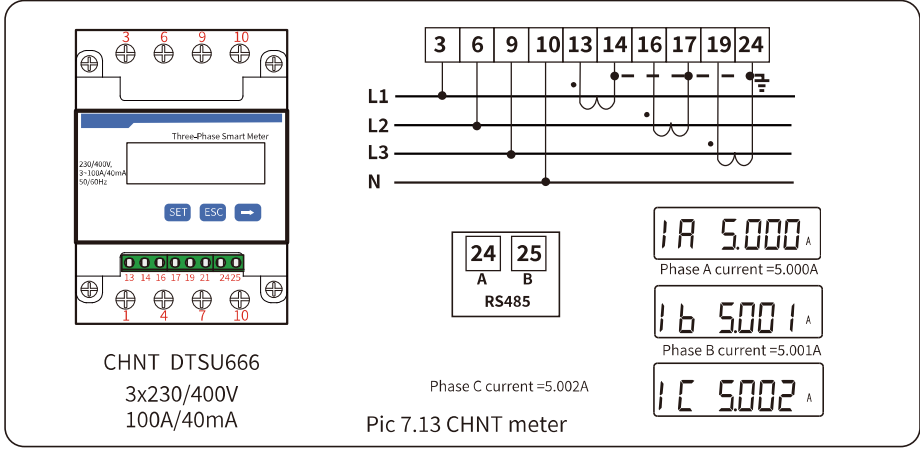 3 6 9 10
Three-Phase Smart Meter
230/400V,
3~100A/40mA
50/60Hz
SET ESC
13 14 16 17 19 21 24 25
1 4 7 10
CHNT DTSU666
3x230/400V
100A/40mA
3 6 9 10 13 14 16 17 19 24
L1
L2
L3
N
24 25
A B
RS485
I A 5.000 A
Phase A current =5.000A
I b 5.001 A
Phase B current =5.001A
I C 5.002 A
Phase C current =5.002A
Pic 7.13 CHNT meter